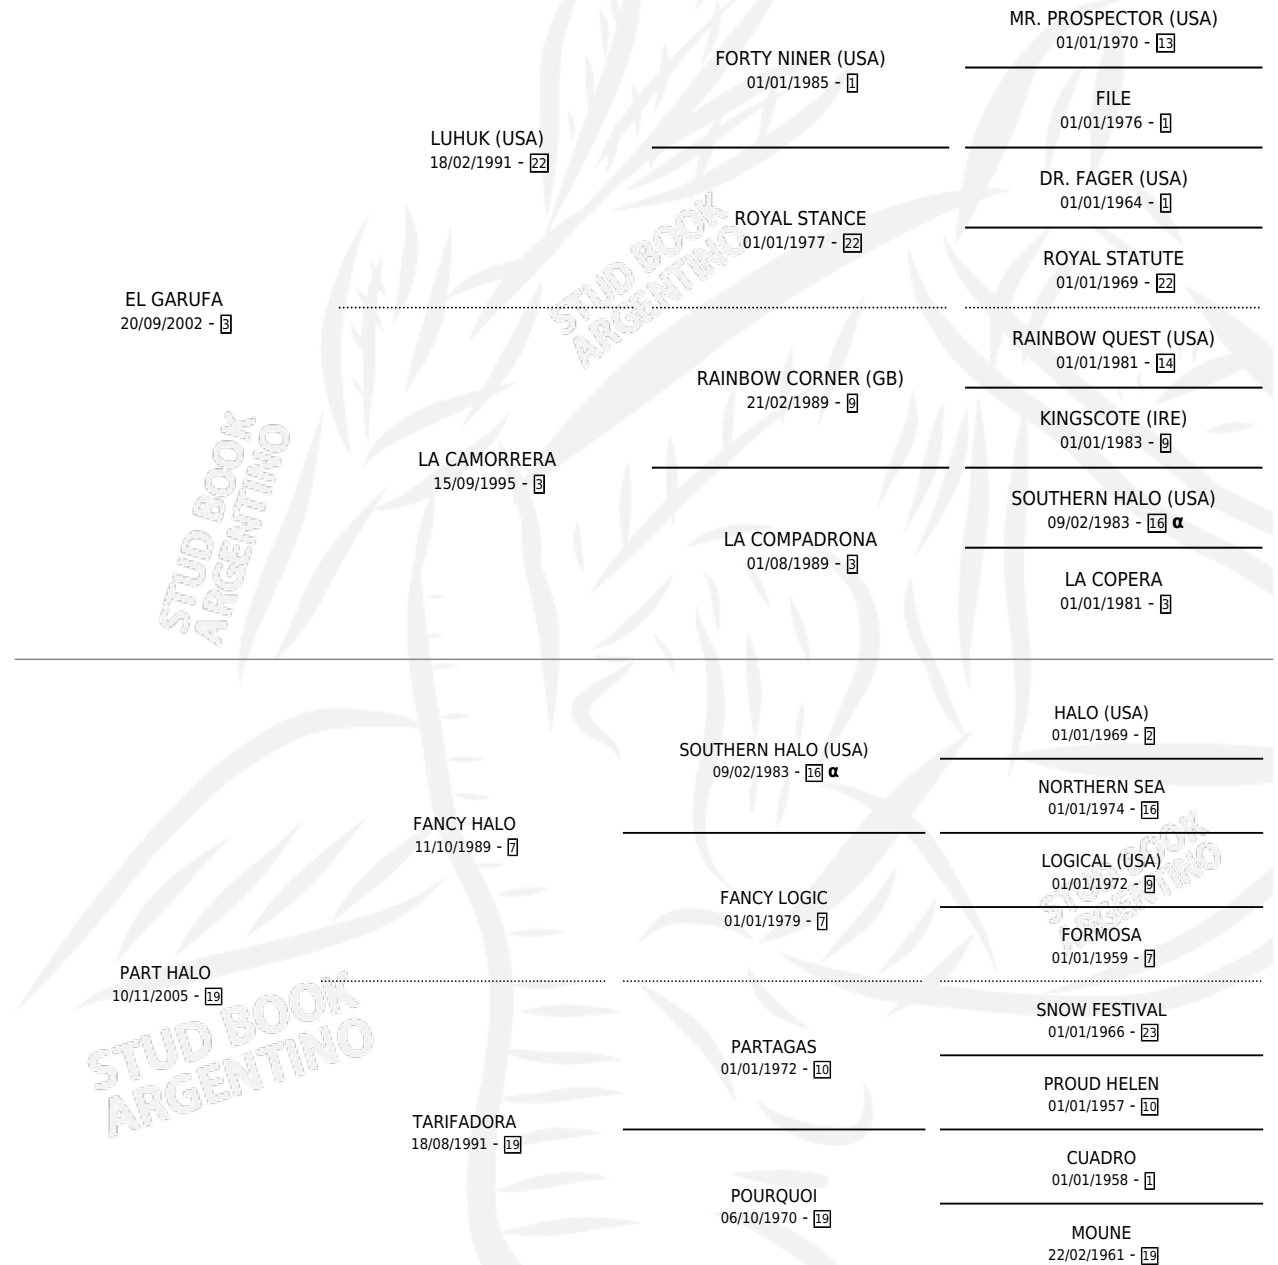 MR. PROSPECTOR (USA)
01/01/1970 - 13
FORTY NINER (USA)
01/01/1985 - 1
FILE
01/01/1976 - 1
LUHUK (USA)
18/02/1991 - 22
DR. FAGER (USA)
01/01/1964 - 1
ROYAL STANCE
01/01/1977 - 22
ROYAL STATUTE
01/01/1969 - 22
EL GARUFA
20/09/2002 - 3
RAINBOW QUEST (USA)
01/01/1981 - 14
RAINBOW CORNER (GB)
21/02/1989 - 9
KINGSCOTE (IRE)
01/01/1983 - 9
LA CAMORRERA
15/09/1995 - 3
SOUTHERN HALO (USA)
09/02/1983 - 16 α
LA COMPADRONA
01/08/1989 - 3
LA COPERA
01/01/1981 - 3
HALO (USA)
01/01/1969 - 2
SOUTHERN HALO (USA)
09/02/1983 - 16 α
NORTHERN SEA
01/01/1974 - 16
FANCY HALO
11/10/1989 - 7
LOGICAL (USA)
01/01/1972 - 9
FANCY LOGIC
01/01/1979 - 7
FORMOSA
01/01/1959 - 7
PART HALO
10/11/2005 - 19
SNOW FESTIVAL
01/01/1966 - 23
PARTAGAS
01/01/1972 - 10
PROUD HELEN
01/01/1957 - 10
TARIFADORA
18/08/1991 - 19
CUADRO
01/01/1958 - 1
POURQUOI
06/10/1970 - 19
MOUNE
22/02/1961 - 19
STUD BOOK
ARGENTINO
STUD BOOK
ARGENTINO
STUD BOOK
ARGENTINO
STUD BOOK
ARGENTINO